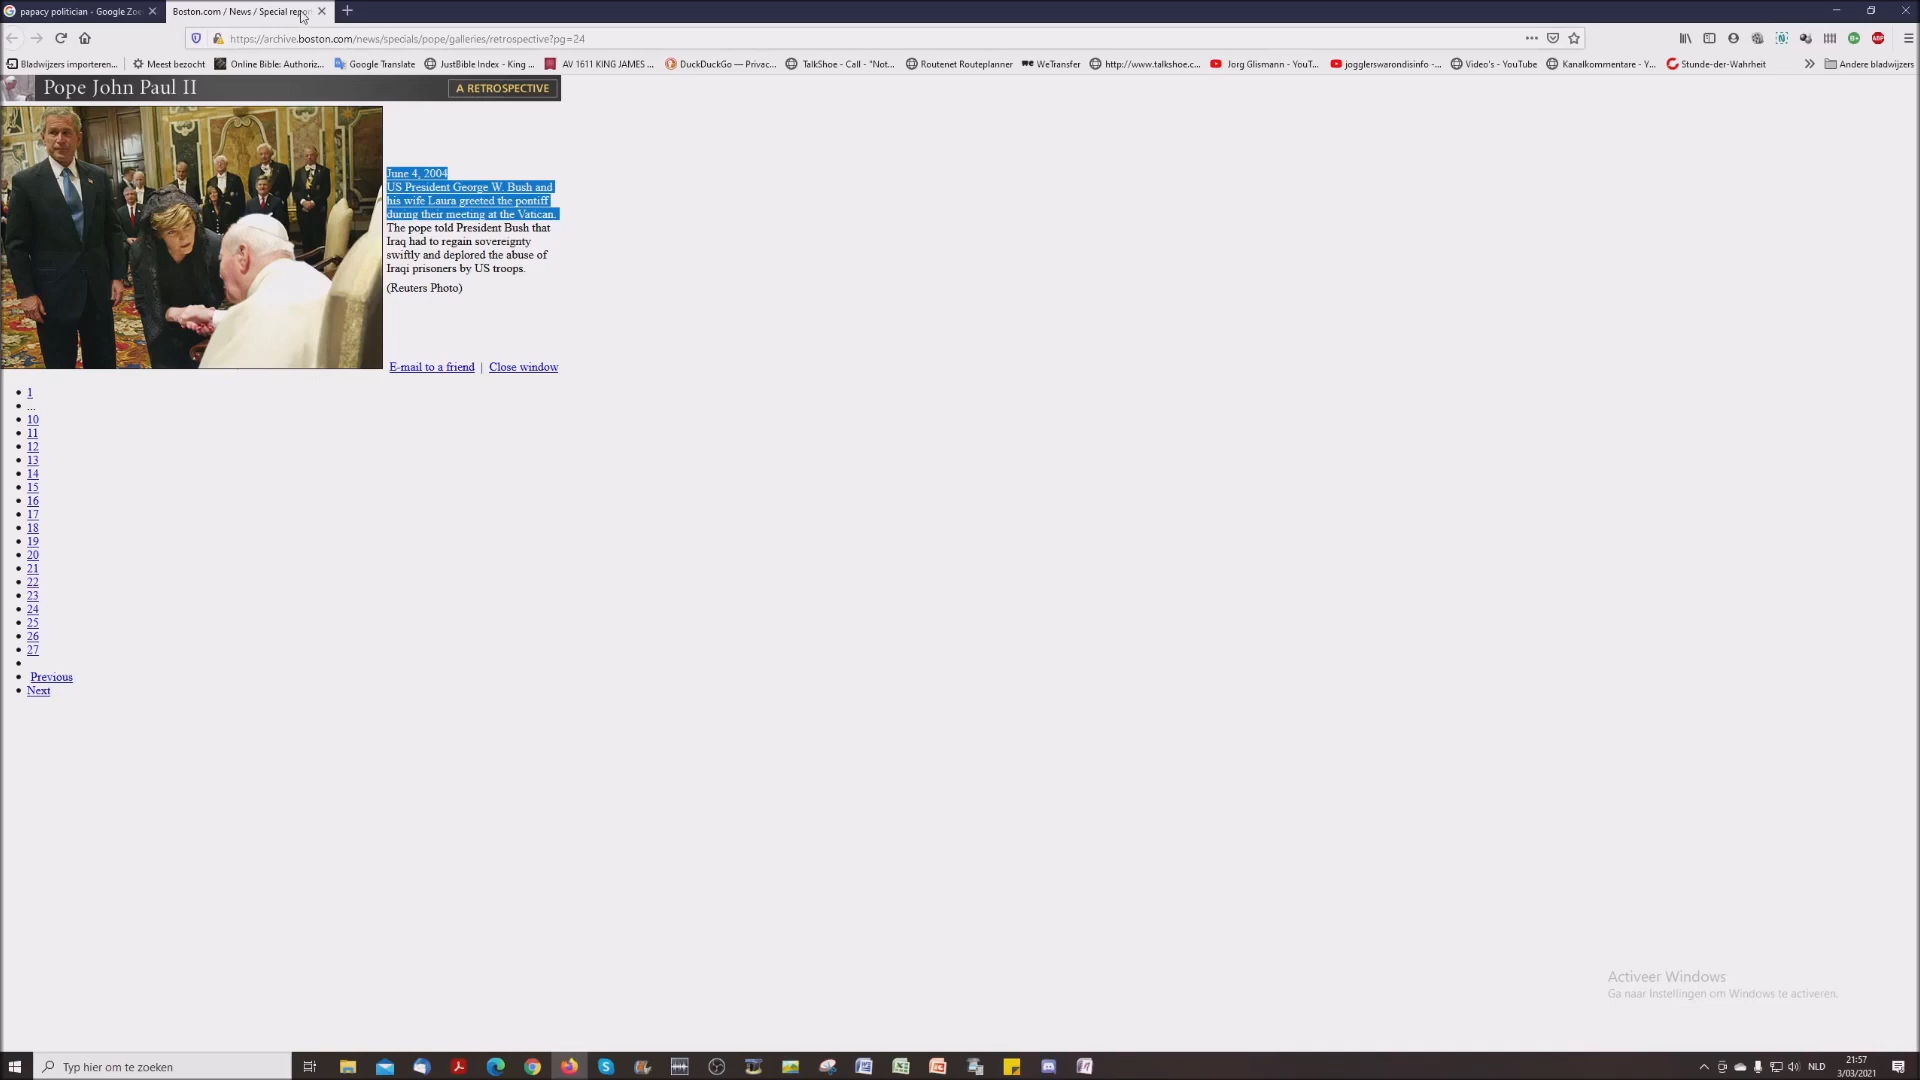 papacy politician - Google Zoe
Boston.com / News / Special repor
https://archive.boston.com/news/specials/pope/galleries/retrospective?pg=24
Bladwijzers importeren...
Meest bezocht
Online Bible: Authoriz...
Google Translate
JustBible Index - King ...
AV 1611 KING JAMES ...
DuckDuckGo — Privac...
TalkShoe - Call - "Not...
Routenet Routeplanner
WeTransfer
http://www.talkshoe.c...
Jorg Glismann - YouT...
jogglerswarondisinfo -...
Video's - YouTube
Kanalkommentare - Y...
Stunde-der-Wahrheit
Andere bladwijzers
Pope John Paul II
A RETROSPECTIVE
June 4, 2004
US President George W. Bush and
his wife Laura greeted the pontiff
during their meeting at the Vatican.
The pope told President Bush that
Iraq had to regain sovereignty
swiftly and deplored the abuse of
Iraqi prisoners by US troops.
(Reuters Photo)
E-mail to a friend | Close window
1
...
10
11
12
13
14
15
16
17
18
19
20
21
22
23
24
25
26
27
Previous
Next
Activeer Windows
Ga naar Instellingen om Windows te activeren.
Typ hier om te zoeken
NLD
21:57
3/03/2021